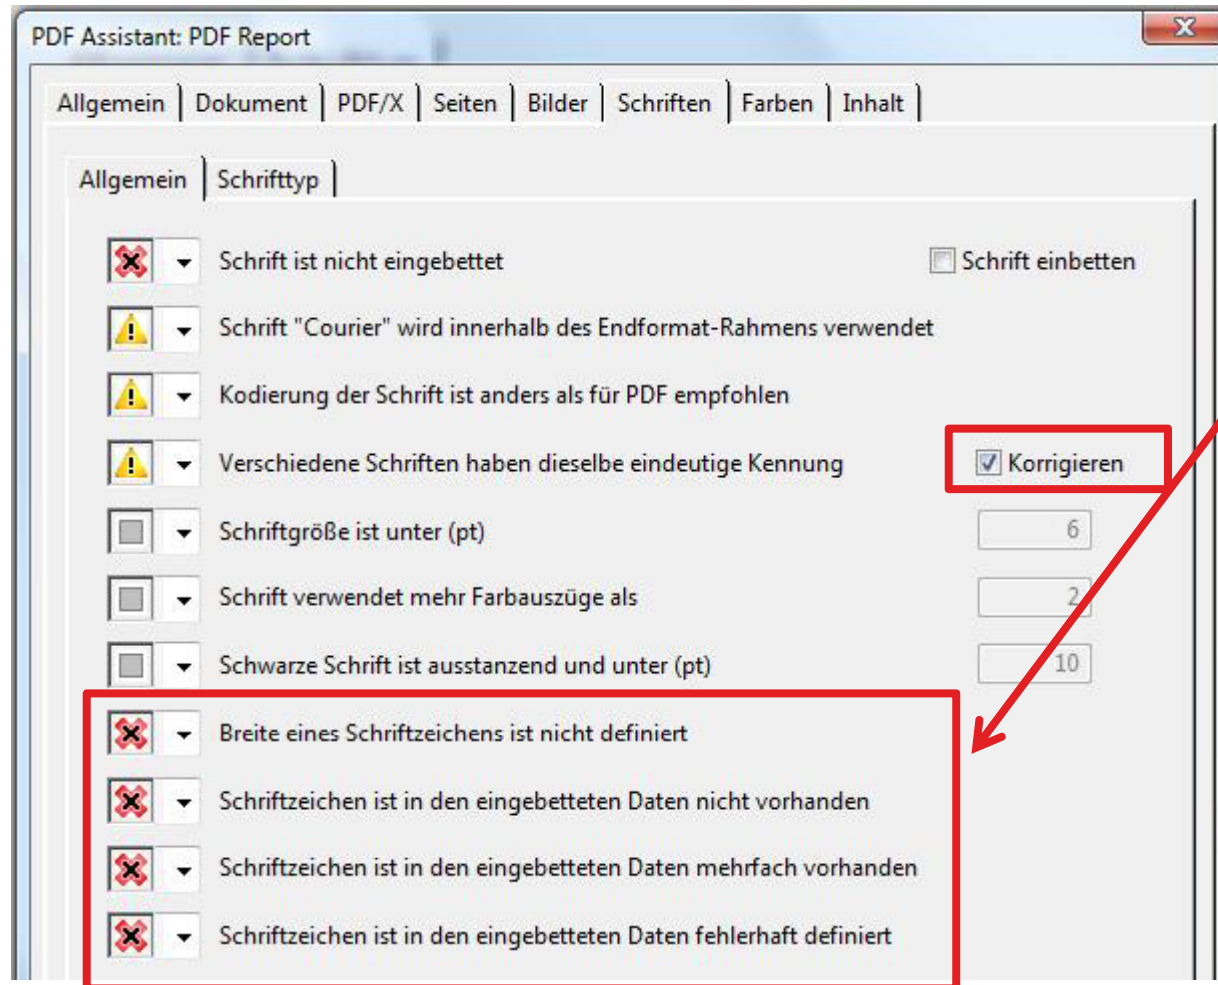 PDF Assistant: PDF Report
Allgemein Dokument PDF/X Seiten Bilder Schriften Farben Inhalt
Allgemein Schrifttyp
Schrift ist nicht eingebettet Schrift einbetten
Schrift "Courier" wird innerhalb des Endformat-Rahmens verwendet
Kodierung der Schrift ist anders als für PDF empfohlen
Verschiedene Schriften haben dieselbe eindeutige Kennung Korrigieren
Schriftgröße ist unter (pt) 6
Schrift verwendet mehr Farbauszüge als 2
Schwarze Schrift ist ausstanzend und unter (pt) 10
Breite eines Schriftzeichens ist nicht definiert
Schriftzeichen ist in den eingebetteten Daten nicht vorhanden
Schriftzeichen ist in den eingebetteten Daten mehrfach vorhanden
Schriftzeichen ist in den eingebetteten Daten fehlerhaft definiert